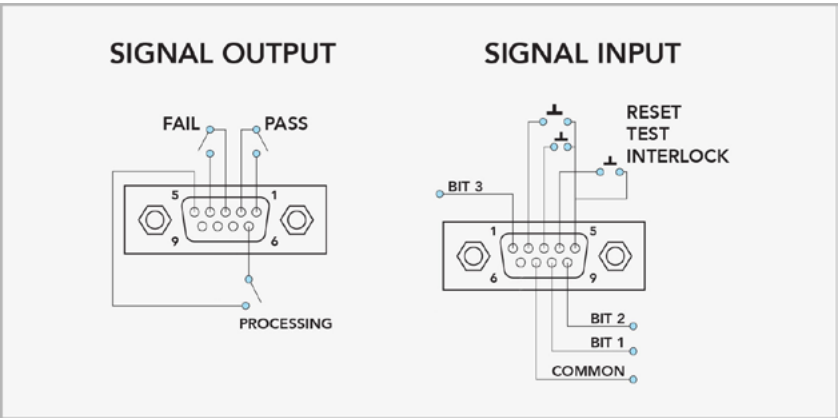 SIGNAL OUTPUT
FAIL
PASS
5
1
9
6
PROCESSING
SIGNAL INPUT
RESET
TEST
INTERLOCK
BIT 3
1
5
6
9
BIT 2
BIT 1
COMMON